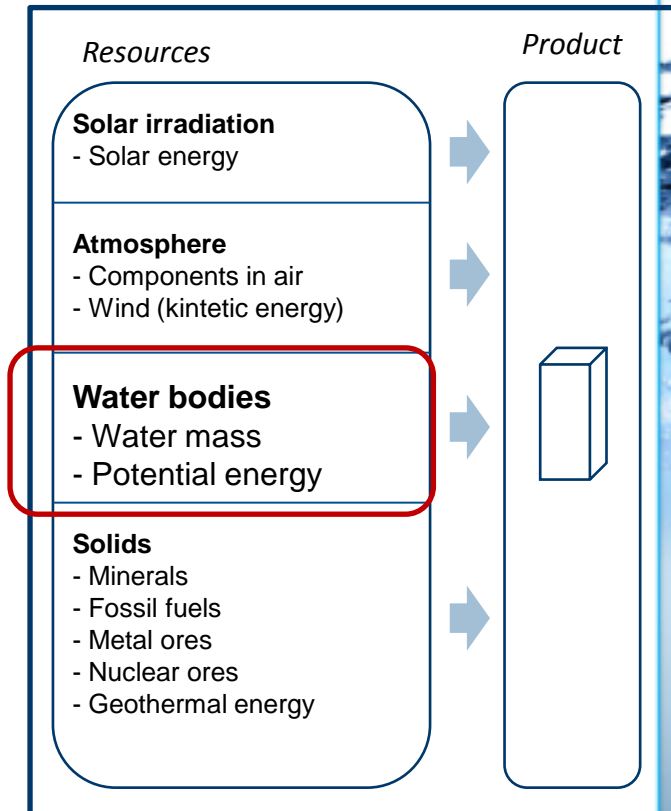 Resources
Product
Solar irradiation
- Solar energy
Atmosphere
- Components in air
- Wind (kintetic energy)
Water bodies
- Water mass
- Potential energy
Solids
- Minerals
- Fossil fuels
- Metal ores
- Nuclear ores
- Geothermal energy